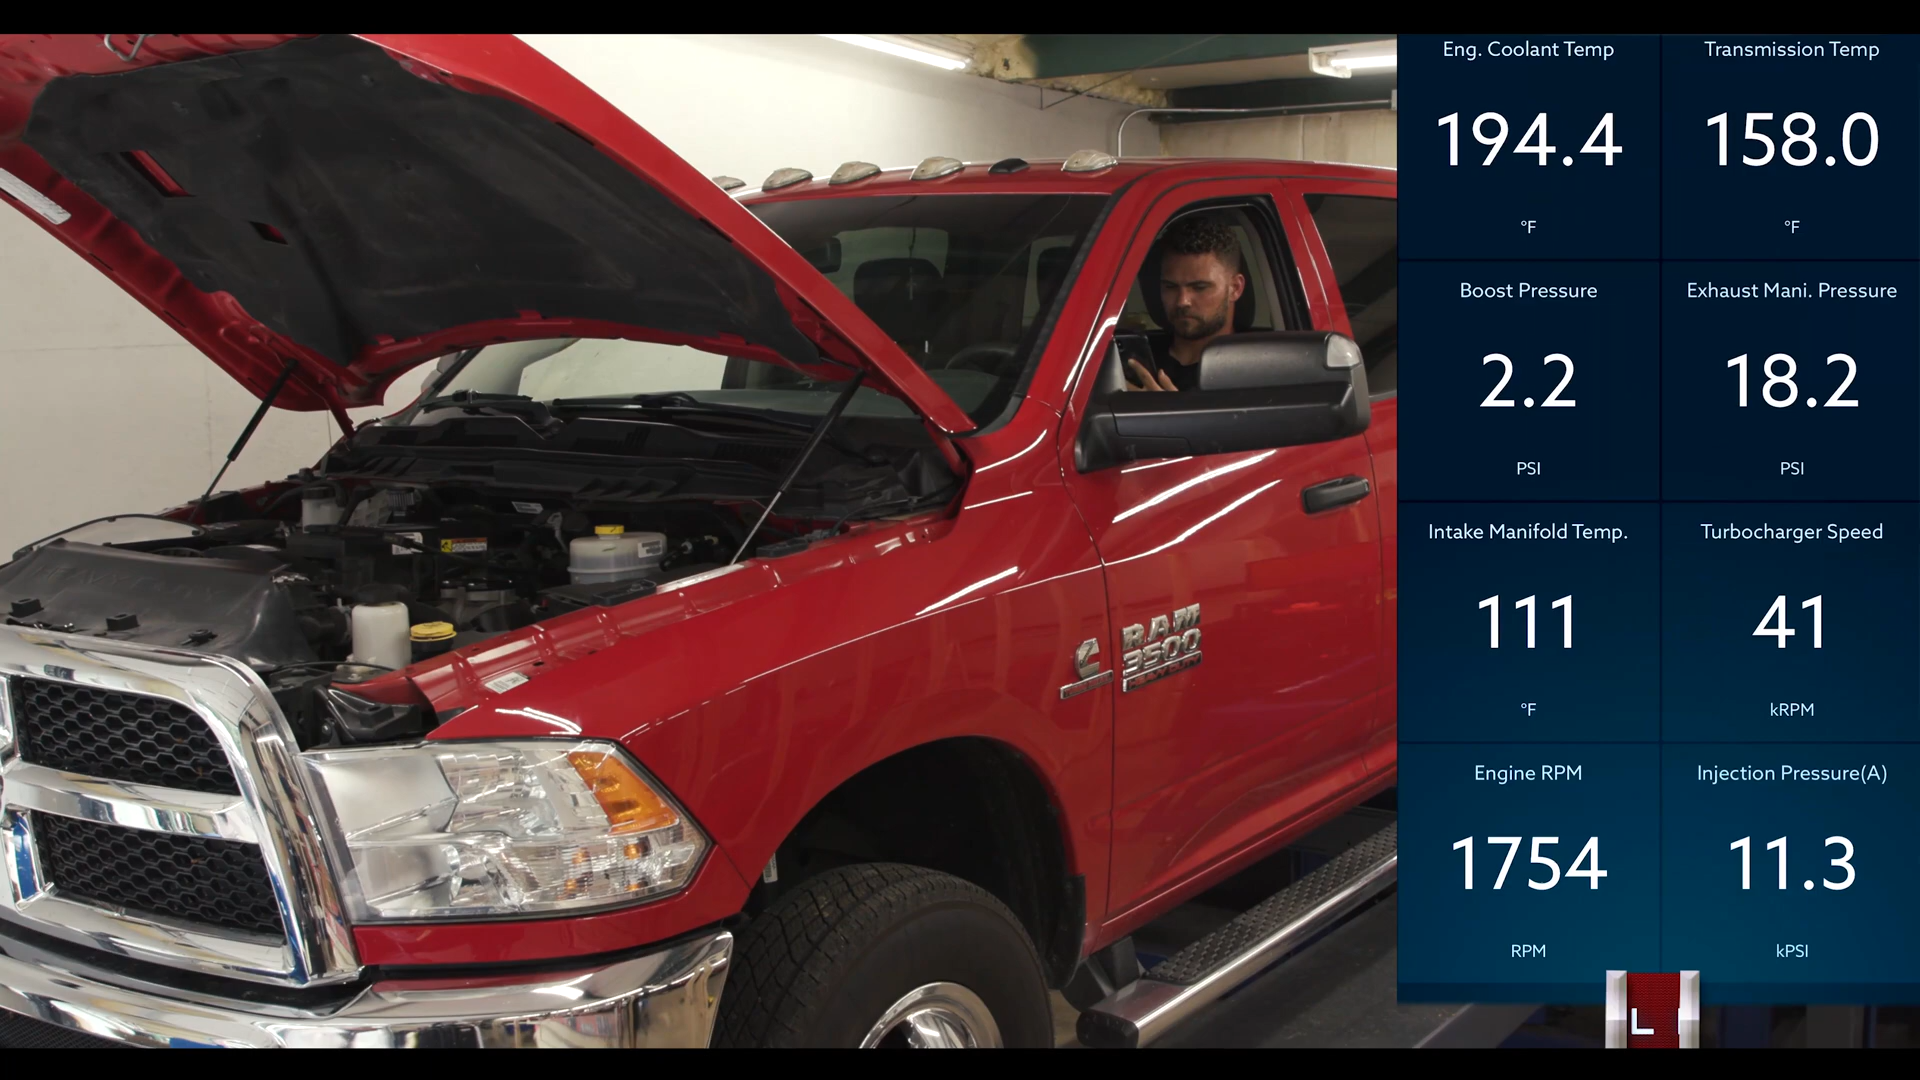 Eng. Coolant Temp
194.4
°F
Transmission Temp
158.0
°F
Boost Pressure
2.2
PSI
Exhaust Mani. Pressure
18.2
PSI
Intake Manifold Temp.
111
°F
Turbocharger Speed
41
kRPM
Engine RPM
1754
RPM
Injection Pressure(A)
11.3
kPSI
RAM
3500
HEAVY DUTY
L